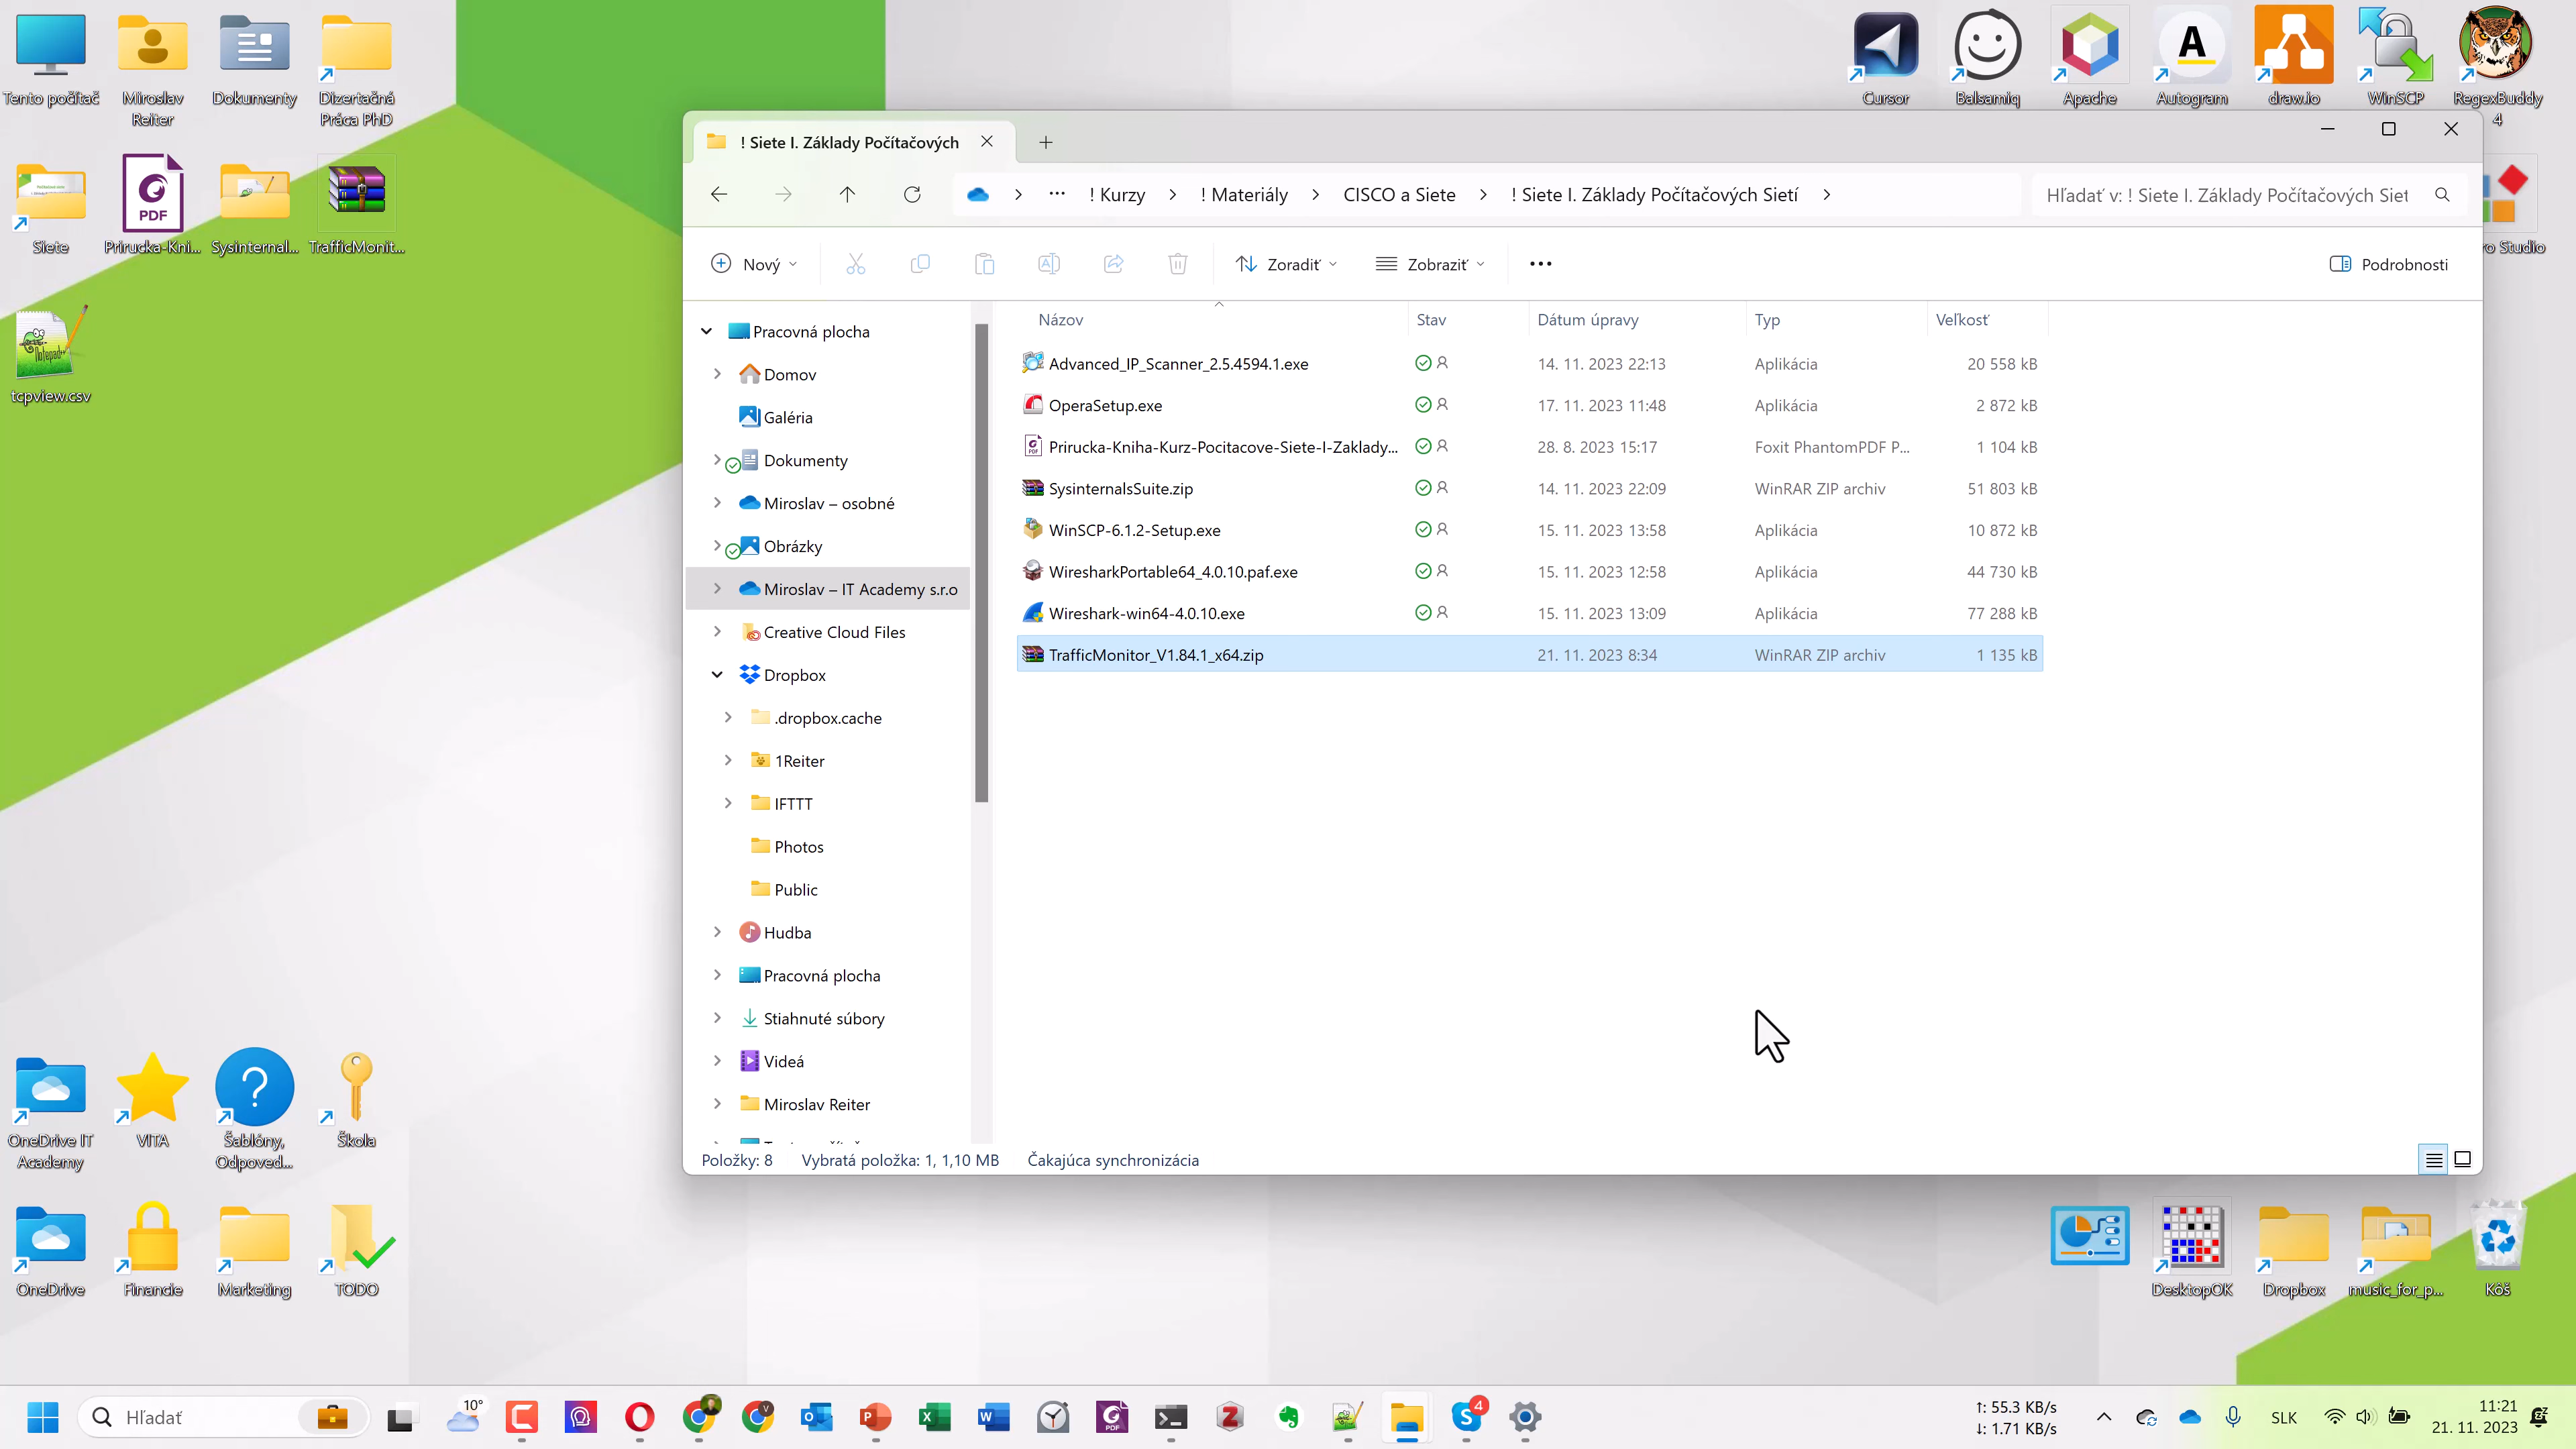 Tento počítač
Miroslav
Reiter
Dokumenty
Dizertačná
Práca PhD
Siete
PDF
Prirucka-Kni...
Sysinternal...
TrafficMonit...
tcpview.csv
Cursor
Balsamiq
Apache
Autogram
draw.io
WinSCP
RegexBuddy
4
ro Studio
! Siete I. Základy Počítačových
! Kurzy
! Materiály
CISCO a Siete
! Siete I. Základy Počítačových Sietí
Hľadať v: ! Siete I. Základy Počítačových Siet
Nový
Zoradiť
Zobraziť
Podrobnosti
Pracovná plocha
Domov
Galéria
Dokumenty
Miroslav – osobné
Obrázky
Miroslav – IT Academy s.r.o
Creative Cloud Files
Dropbox
.dropbox.cache
1Reiter
IFTTT
Photos
Public
Hudba
Pracovná plocha
Stiahnuté súbory
Videá
Miroslav Reiter
Názov Stav Dátum úpravy Typ Veľkosť
Advanced_IP_Scanner_2.5.4594.1.exe 14. 11. 2023 22:13 Aplikácia 20 558 kB
OperaSetup.exe 17. 11. 2023 11:48 Aplikácia 2 872 kB
Prirucka-Kniha-Kurz-Pocitacove-Siete-I-Zaklady... 28. 8. 2023 15:17 Foxit PhantomPDF P... 1 104 kB
SysinternalsSuite.zip 14. 11. 2023 22:09 WinRAR ZIP archiv 51 803 kB
WinSCP-6.1.2-Setup.exe 15. 11. 2023 13:58 Aplikácia 10 872 kB
WiresharkPortable64_4.0.10.paf.exe 15. 11. 2023 12:58 Aplikácia 44 730 kB
Wireshark-win64-4.0.10.exe 15. 11. 2023 13:09 Aplikácia 77 288 kB
TrafficMonitor_V1.84.1_x64.zip 21. 11. 2023 8:34 WinRAR ZIP archiv 1 135 kB
Položky: 8 Vybratá položka: 1, 1,10 MB Čakajúca synchronizácia
OneDrive IT
Academy
VITA
Šablóny,
Odpoved...
Škola
OneDrive
Financie
Marketing
TODO
DesktopOK
Dropbox
music_for_p...
Kôš
Hľadať
10°
4
↑: 55.3 KB/s
↓: 1.71 KB/s
SLK
11:21
21. 11. 2023